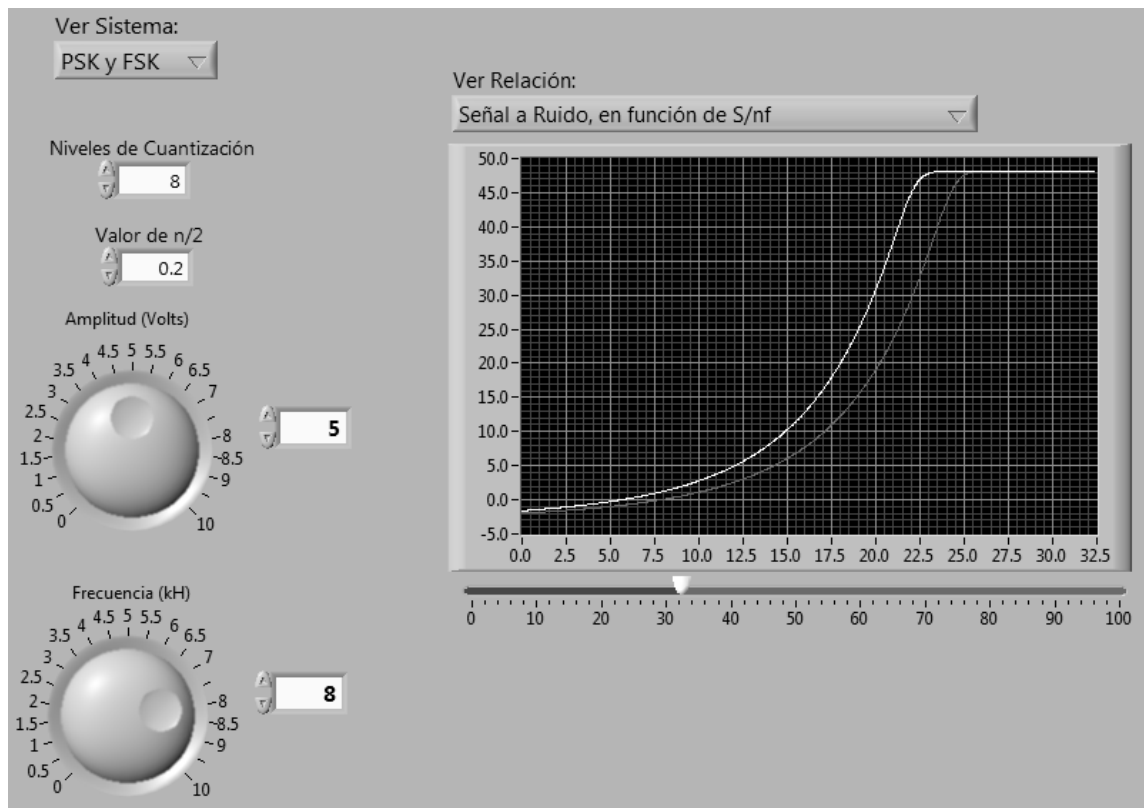 Ver Sistema:
PSK y FSK
Ver Relación:
Señal a Ruido, en función de S/nf
Niveles de Cuantización
8
Valor de n/2
0.2
Amplitud (Volts)
0 0.5 1 1.5 2 2.5 3 3.5 4 4.5 5 5.5 6 6.5 7 8 8.5 9 10
5
Frecuencia (kH)
0 0.5 1 1.5 2 2.5 3 3.5 4 4.5 5 5.5 6 6.5 7 8 8.5 9 10
8
50.0
45.0
40.0
35.0
30.0
25.0
20.0
15.0
10.0
5.0
0.0
-5.0
0.0 2.5 5.0 7.5 10.0 12.5 15.0 17.5 20.0 22.5 25.0 27.5 30.0 32.5
0 10 20 30 40 50 60 70 80 90 100